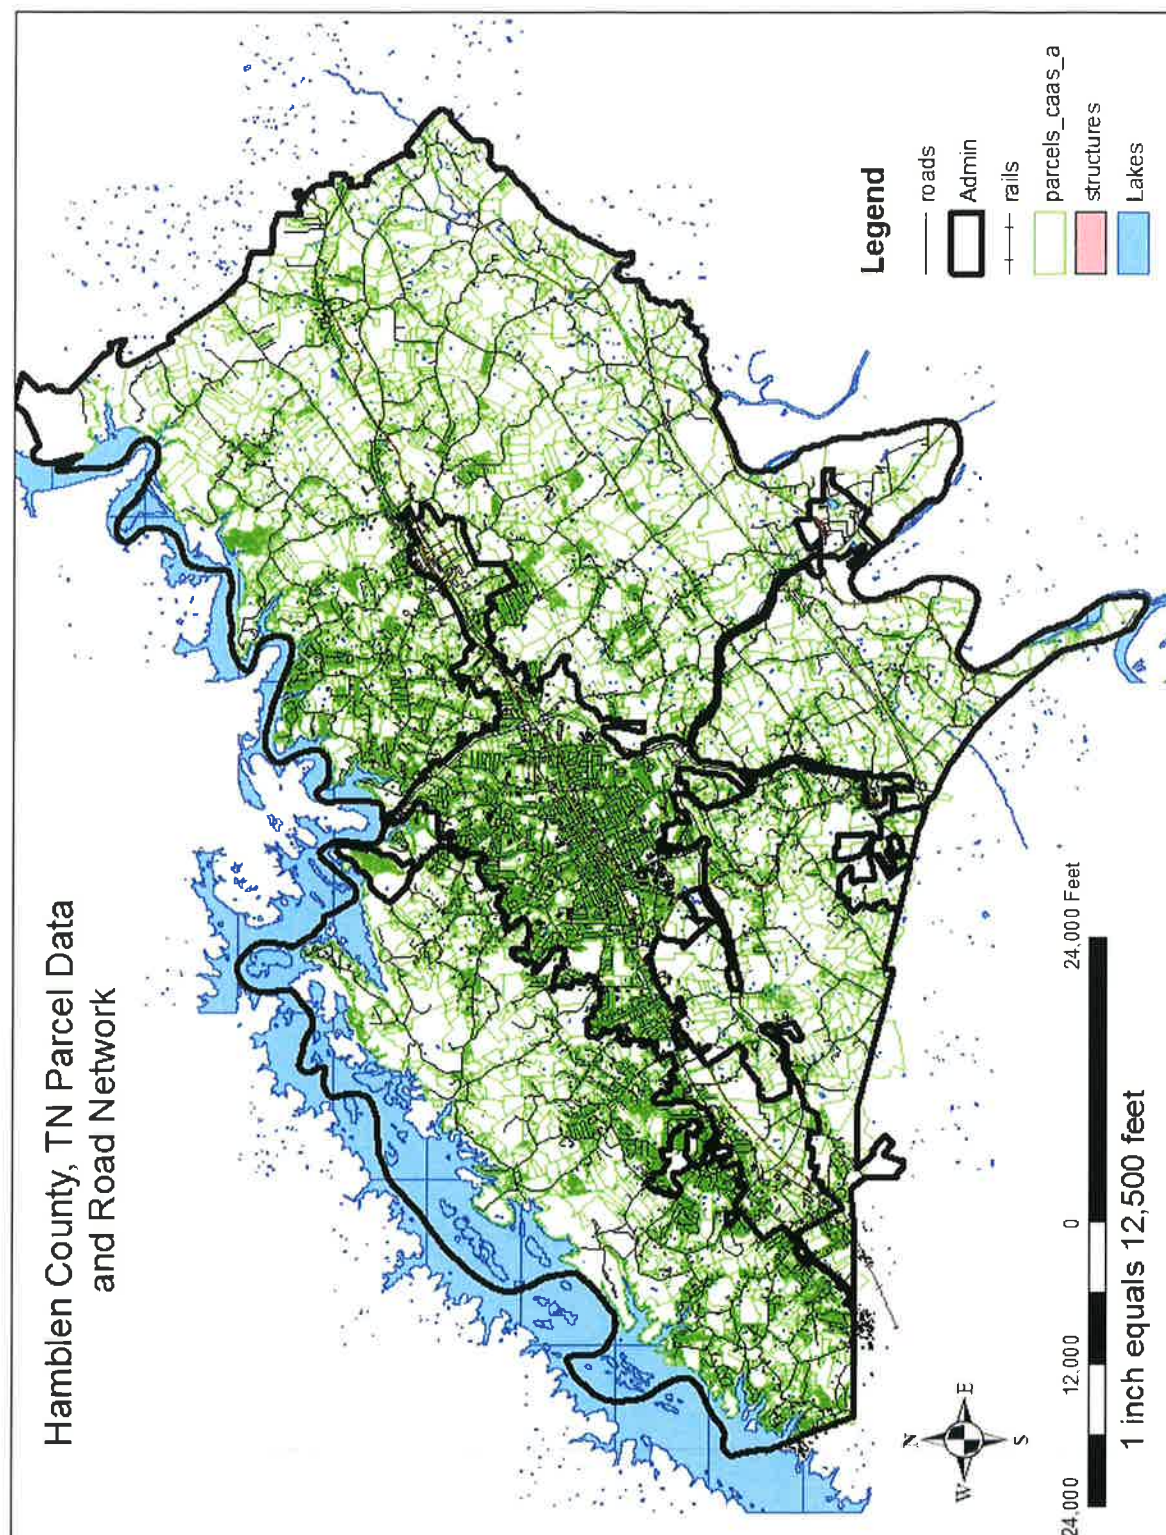 Hamblen County, TN Parcel Data
and Road Network
Legend
roads
Admin
rails
parcels_caas_a
structures
Lakes
N
W
E
S
24,000
12,000
0
24,000 Feet
1 inch equals 12,500 feet